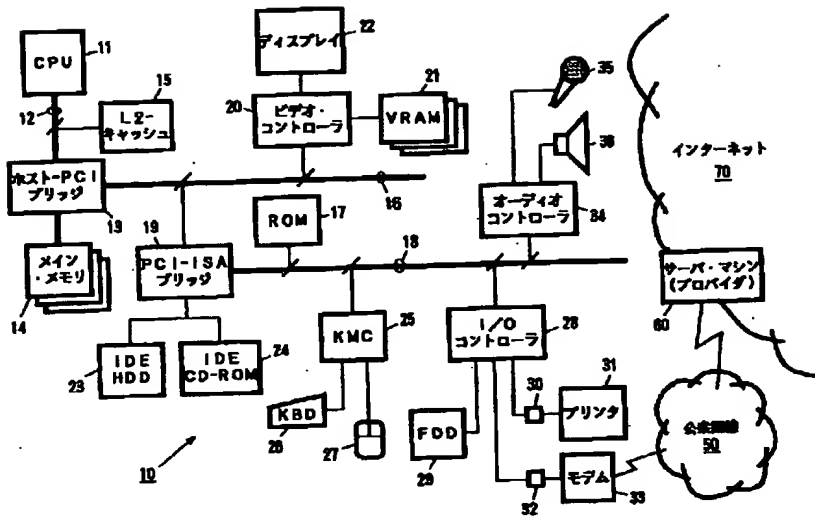 CPU
11
12
15
L2-
キャッシュ
ホスト-PCI
ブリッジ
13
メイン
・メモリ
14
ディスプレイ
22
20
ビデオ・
コントローラ
21
VRAM
16
19
PCI-ISA
ブリッジ
ROM
17
18
IDE
HDD
23
IDE
CD-ROM
24
KMC
25
KBD
26
27
35
36
オーディオ
コントローラ
34
I/O
コントローラ
28
FDD
29
30
プリンタ
31
32
モデム
33
インターネット
70
サーバ・マシン
(プロバイダ)
60
公衆回線
50
10